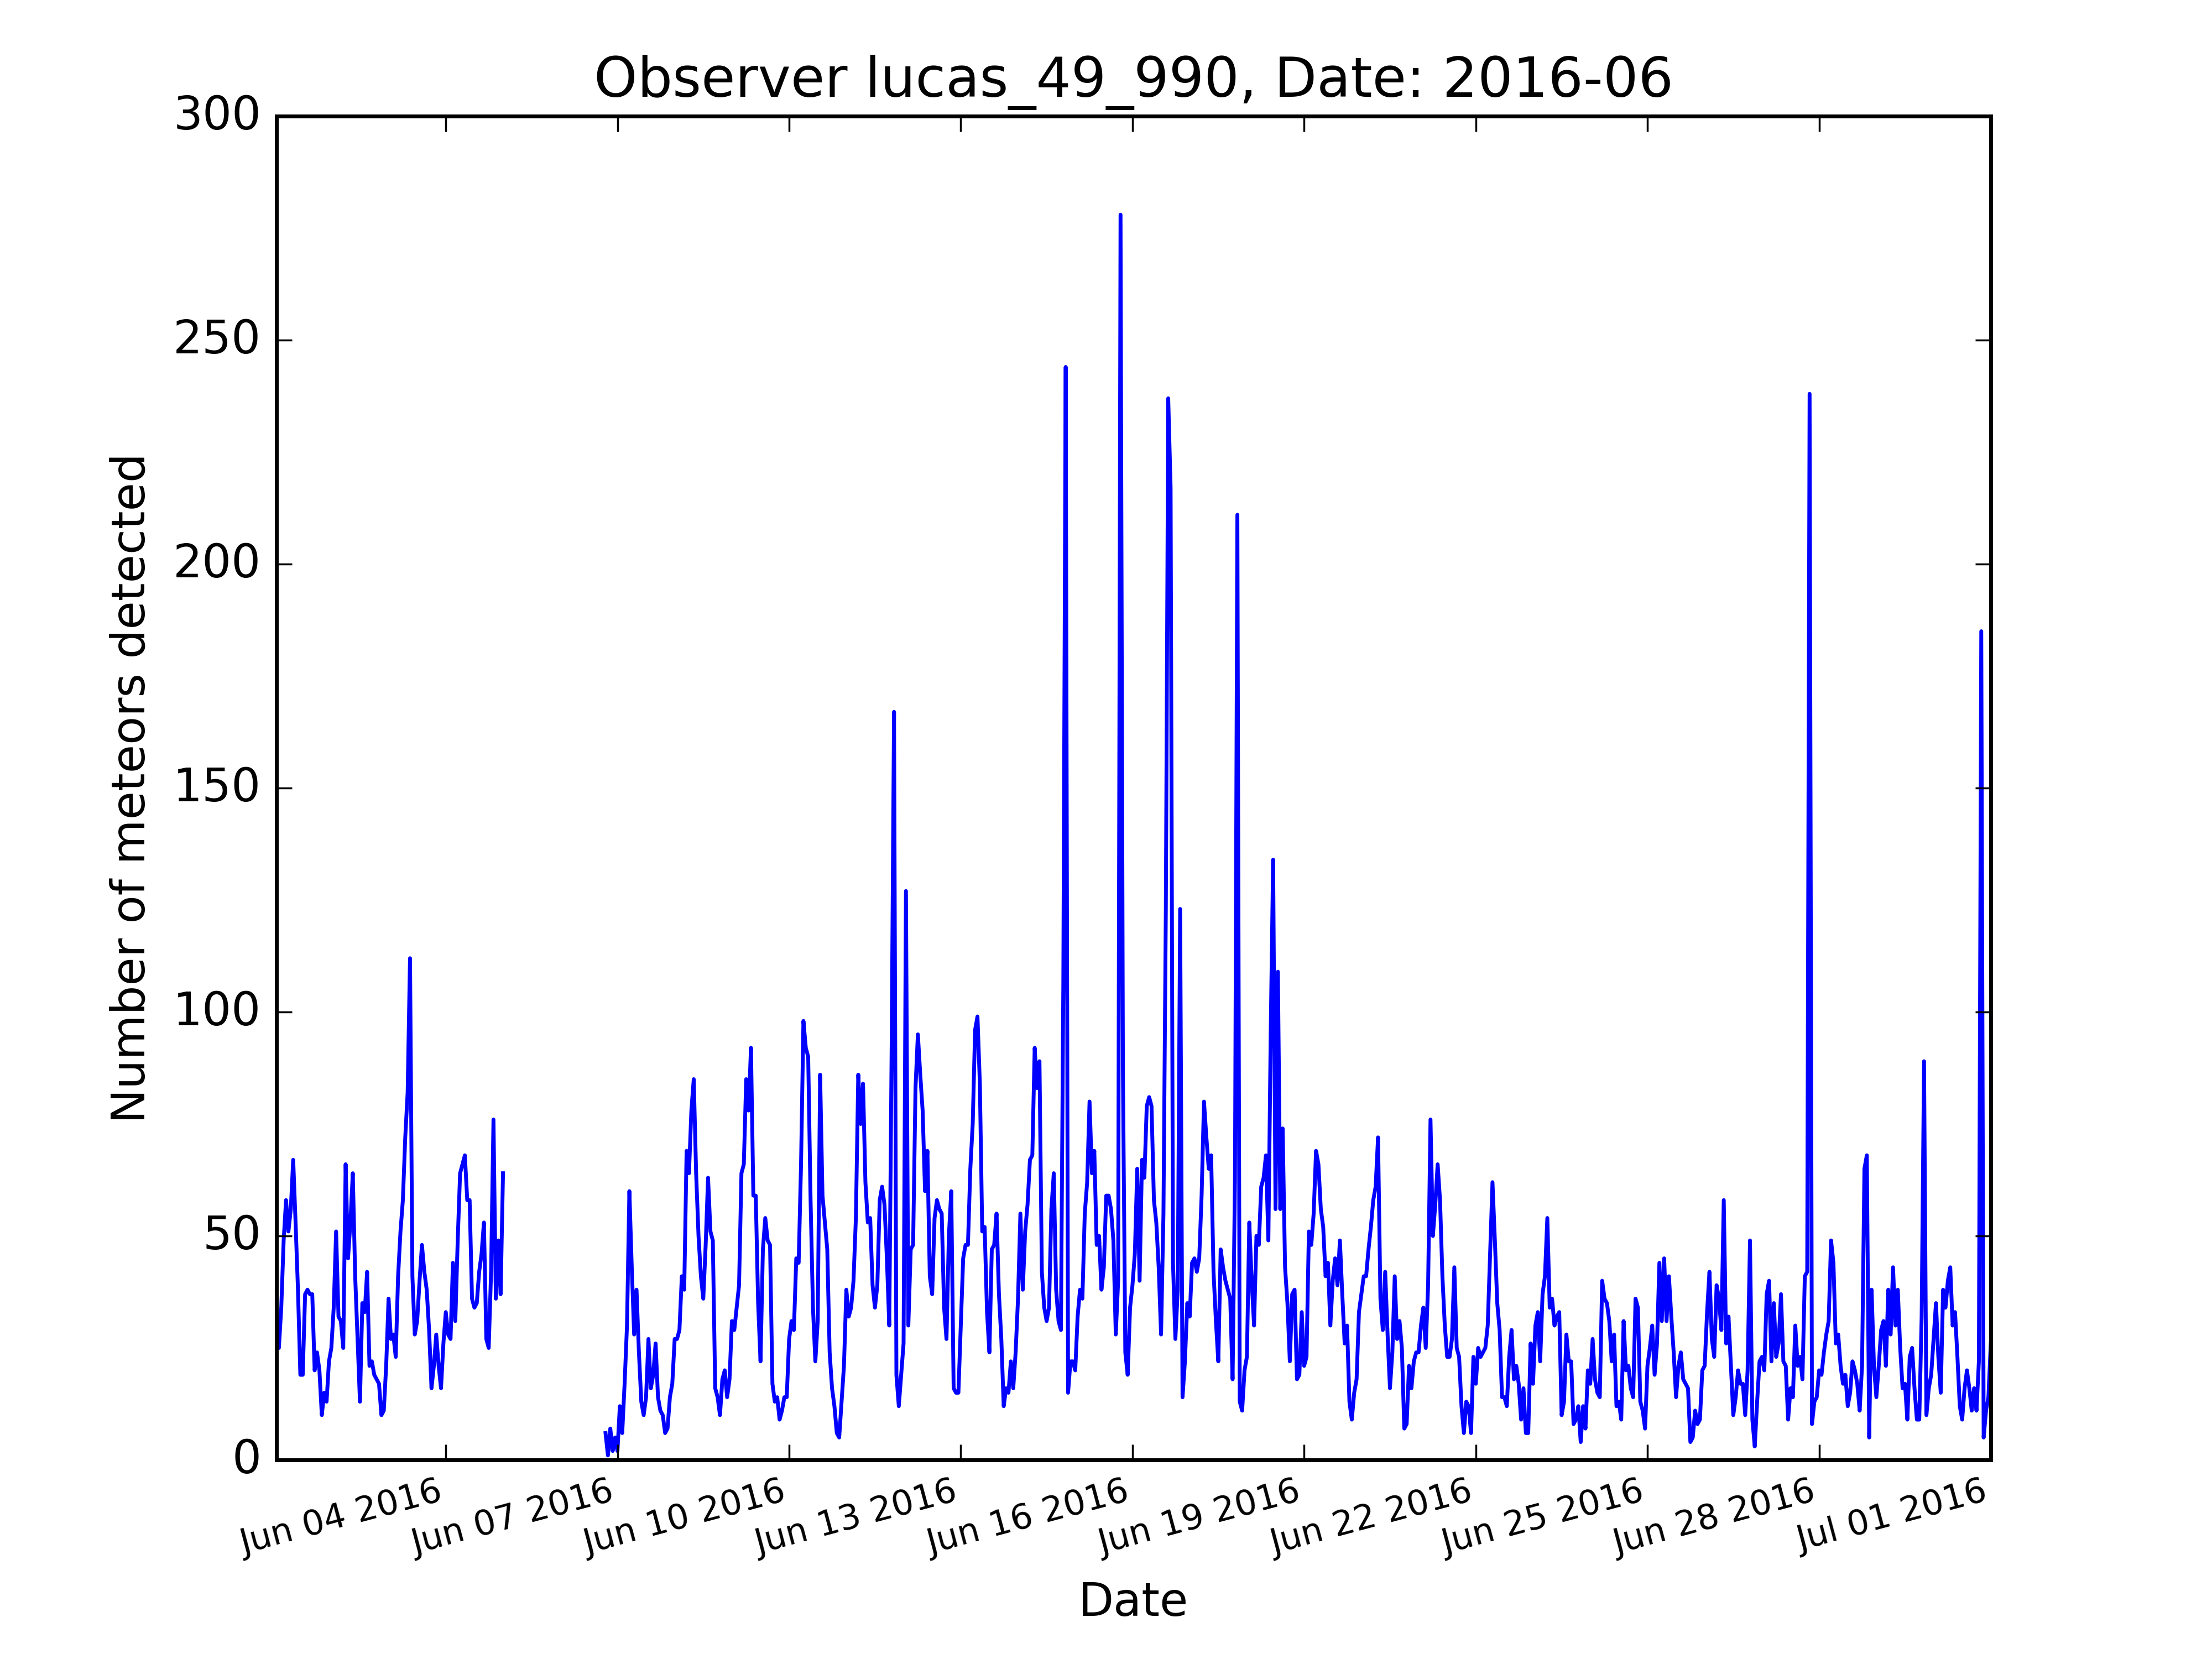 Observer lucas_49_990, Date: 2016-06
300
250
200
150
100
50
0
Number of meteors detected
Jun 04 2016
Jun 07 2016
Jun 10 2016
Jun 13 2016
Jun 16 2016
Jun 19 2016
Jun 22 2016
Jun 25 2016
Jun 28 2016
Jul 01 2016
Date